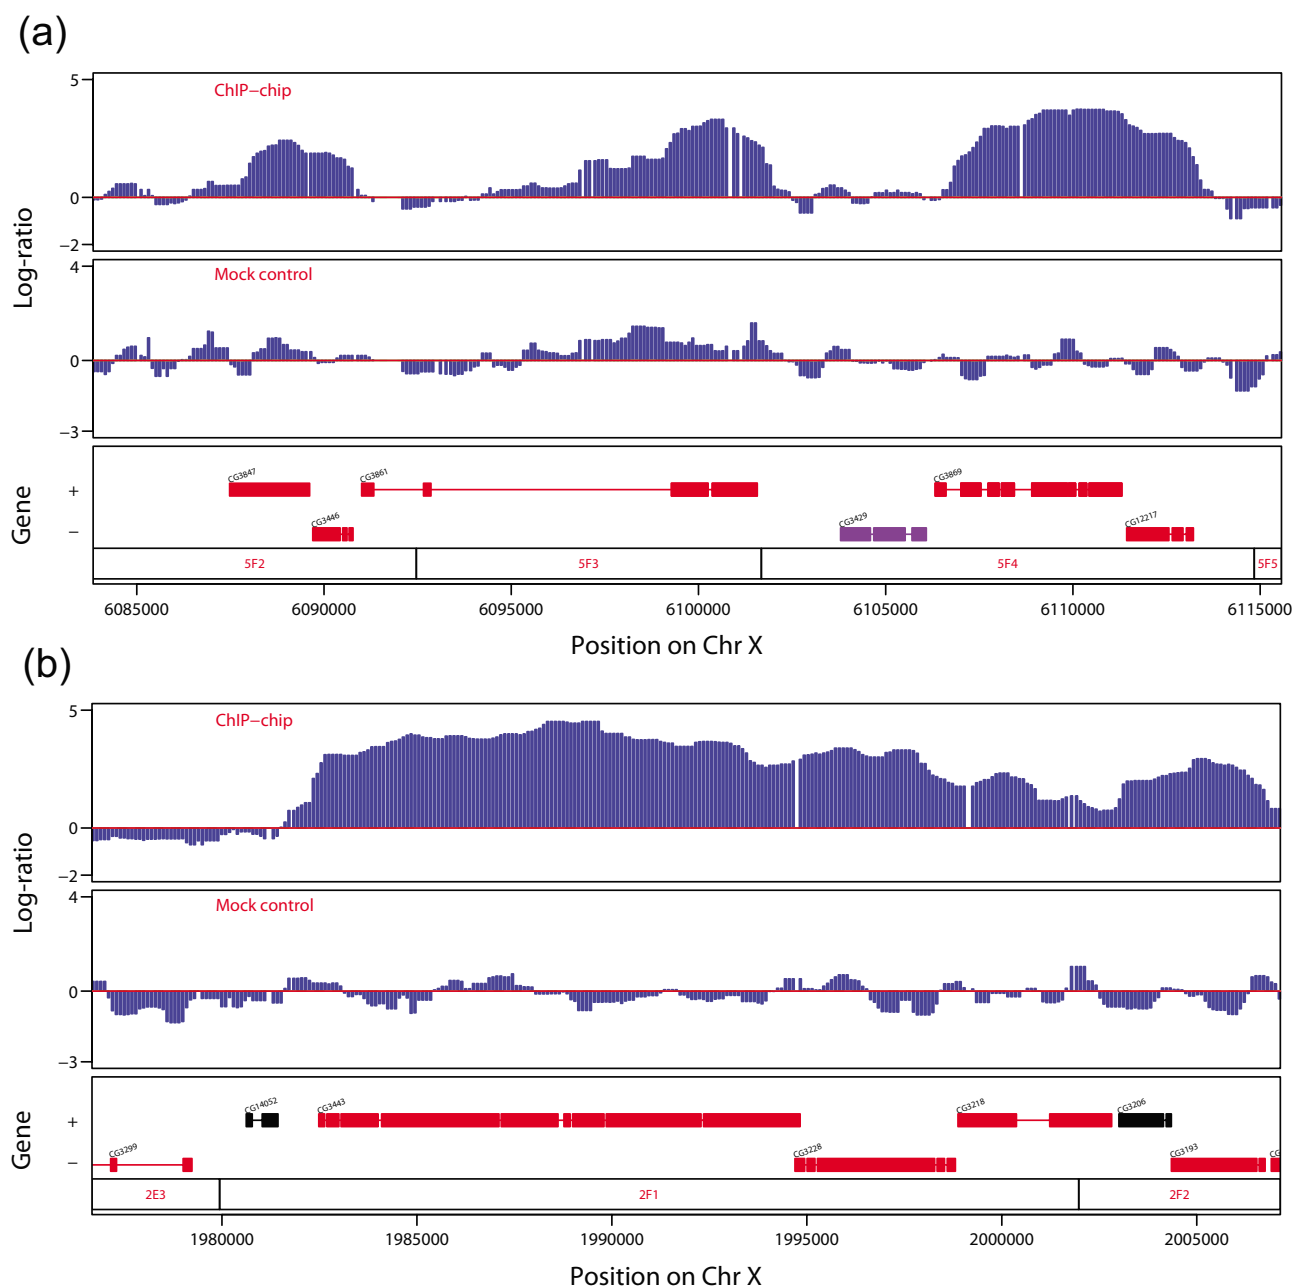 (a)
5
ChIP−chip
0
−2
Log-ratio
4
Mock control
0
−3
Gene
+
−
CG3847
CG3861
CG3869
CG3446
CG3429
CG12217
5F2 5F3 5F4 5F5
6085000 6090000 6095000 6100000 6105000 6110000 6115000
Position on Chr X
(b)
5
ChIP−chip
0
−2
Log-ratio
4
Mock control
0
−3
Gene
+
−
CG14052
CG3443
CG3218
CG3206
CG3299
CG3228
CG3193
CG
2E3 2F1 2F2
1980000 1985000 1990000 1995000 2000000 2005000
Position on Chr X